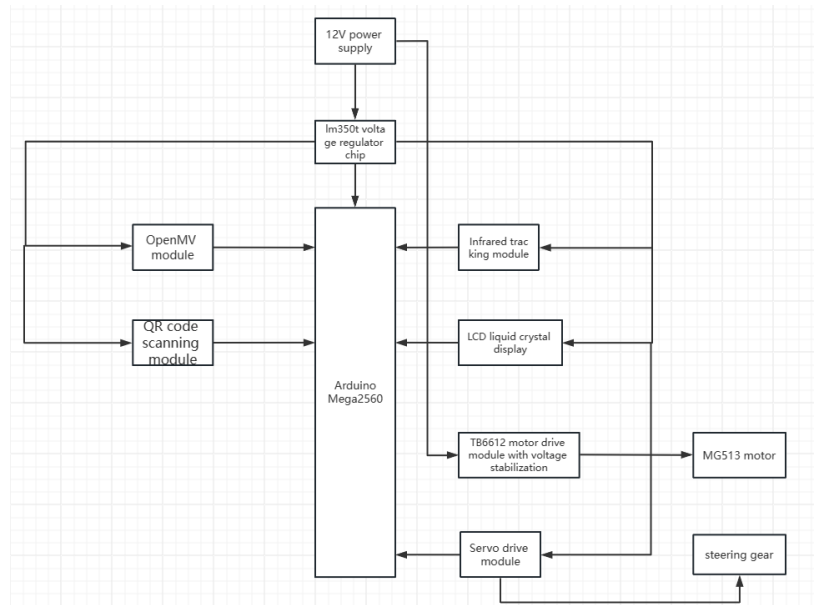 12V power
supply
lm350t volta
ge regulator
chip
OpenMV
module
Infrared trac
king module
QR code
scanning
module
LCD liquid crystal
display
Arduino
Mega2560
TB6612 motor drive
module with voltage
stabilization
MG513 motor
Servo drive
module
steering gear